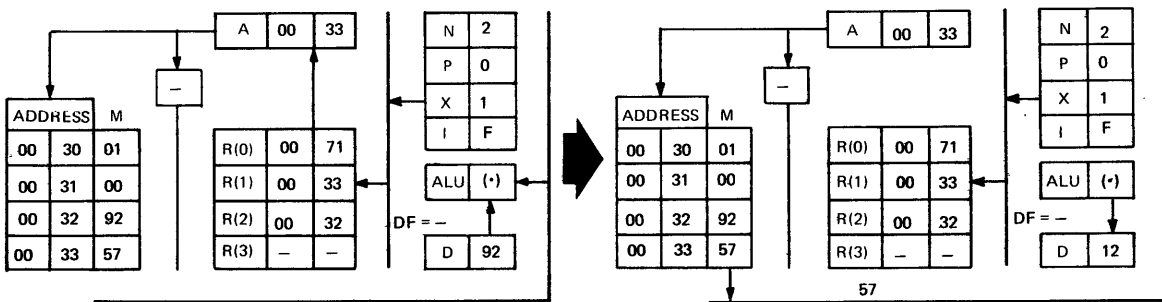 A 00 33
N 2
P 0
X 1
I F
–
ADDRESS M
00 30 01
00 31 00
00 32 92
00 33 57
R(0) 00 71
R(1) 00 33
R(2) 00 32
R(3) – –
ALU (•)
DF = –
D 92
A 00 33
N 2
P 0
X 1
I F
–
ADDRESS M
00 30 01
00 31 00
00 32 92
00 33 57
R(0) 00 71
R(1) 00 33
R(2) 00 32
R(3) – –
ALU (•)
DF = –
D 12
57